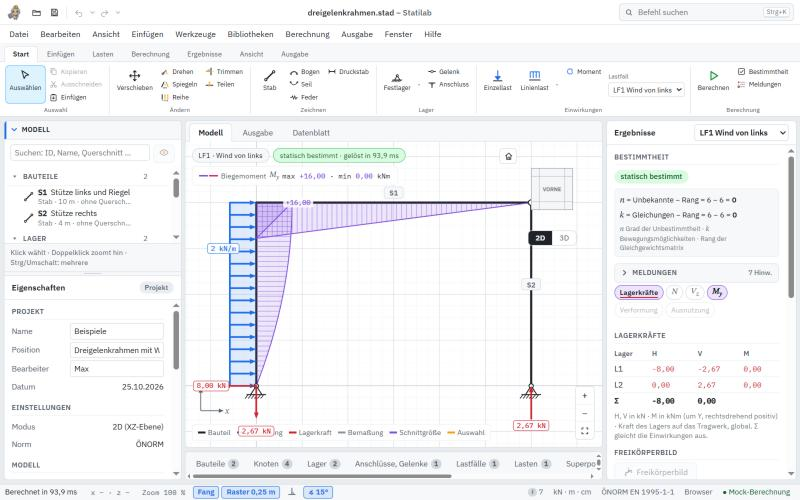 dreigelenkrahmen.stad – Statilab
Befehl suchen Strg+K
Datei Bearbeiten Ansicht Einfügen Werkzeuge Bibliotheken Berechnung Ausgabe Fenster Hilfe
Start Einfügen Lasten Berechnung Ergebnisse Ansicht Ausgabe
Auswählen
Kopieren
Ausschneiden
Einfügen
Auswahl
Verschieben
Drehen Trimmen
Spiegeln Teilen
Reihe
Ändern
Stab
Bogen Druckstab
Seil
Feder
Zeichnen
Festlager
Gelenk
Anschluss
Lager
Einzellast
Linienlast
Moment
Lastfall
LF1 Wind von links
Einwirkungen
Berechnen
Bestimmtheit
Meldungen
Berechnung
MODELL
Suchen: ID, Name, Querschnitt ...
BAUTEILE 2
S1 Stütze links und Riegel
Stab · 10 m · ohne Quersch...
S2 Stütze rechts
Stab · 4 m · ohne Querschn...
LAGER 2
Klick wählt · Doppelklick zoomt hin ·
Strg/Umschalt: mehrere
Eigenschaften Projekt
PROJEKT
Name Beispiele
Position Dreigelenkrahmen mit W
Bearbeiter Max
Datum 25.10.2026
EINSTELLUNGEN
Modus 2D (XZ-Ebene)
Norm ÖNORM
MODELL
Modell Ausgabe Datenblatt
LF1 · Wind von links
statisch bestimmt · gelöst in 93,9 ms
Biegemoment My max +16,00 · min 0,00 kNm
VORNE
S1
+16,00
2 kN/m
2D 3D
S2
8,00 kN
x
2,67 kN
2,67 kN
Bauteil Lagerkraft Bemaßung Schnittgröße Auswahl
Bauteile 2 Knoten 4 Lager 2 Anschlüsse, Gelenke 1 Lastfälle 1 Lasten 1 Superpo
Ergebnisse LF1 Wind von links
BESTIMMTHEIT
statisch bestimmt
n = Unbekannte – Rang = 6 – 6 = 0
k = Gleichungen – Rang = 6 – 6 = 0
n Grad der Unbestimmtheit · k
Bewegungsmöglichkeiten · Rang der
Gleichgewichtsmatrix
MELDUNGEN 7 Hinw.
Lagerkräfte N Vz My
Verformung Ausnutzung
LAGERKRÄFTE
Lager H V M
L1 -8,00 -2,67 0,00
L2 0,00 2,67 0,00
Σ -8,00 0,00
H, V in kN · M in kNm (um Y, rechtsdrehend positiv)
· Kraft des Lagers auf das Tragwerk, global. Σ
gleicht die Einwirkungen aus.
FREIKÖRPERBILD
Freikörperbild
Berechnet in 93,9 ms x – · z – Zoom 100 % Fang Raster 0,25 m ∡ 15° 7 kN · m · cm ÖNORM EN 1995-1-1 Browser Mock-Berechnung